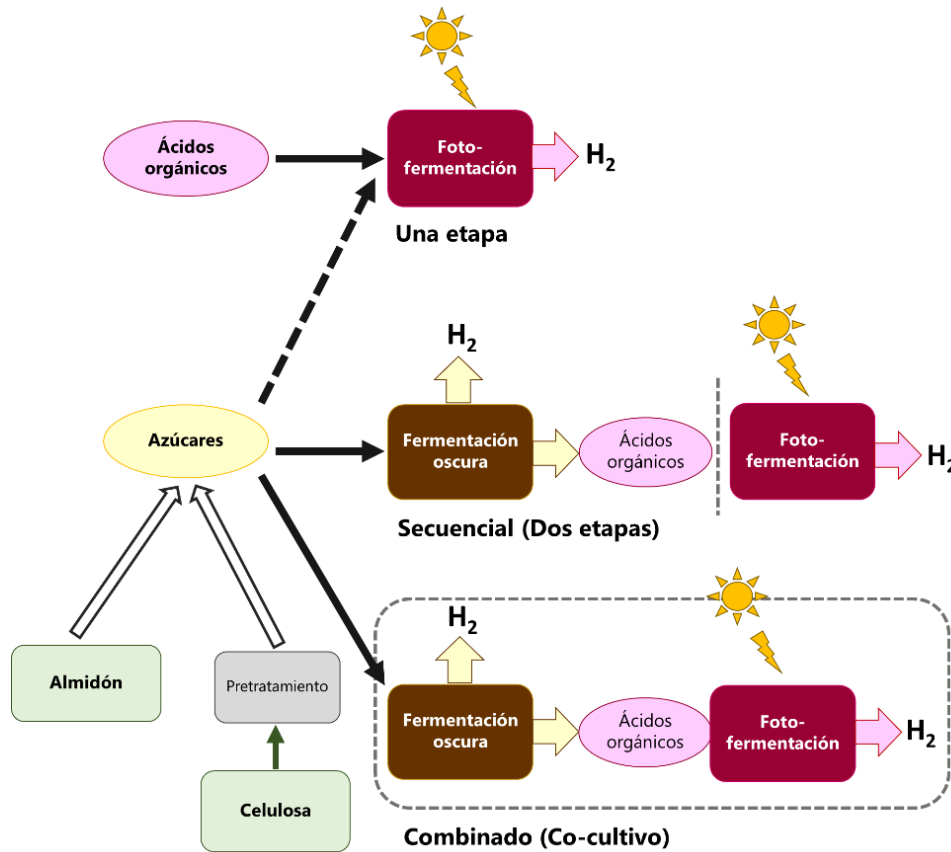 Ácidos
orgánicos
Foto-
fermentación
H₂
Una etapa
H₂
Azúcares
Fermentación
oscura
Ácidos
orgánicos
Foto-
fermentación
H₂
Secuencial (Dos etapas)
H₂
Almidón
Pretratamiento
Fermentación
oscura
Ácidos
orgánicos
Foto-
fermentación
H₂
Celulosa
Combinado (Co-cultivo)